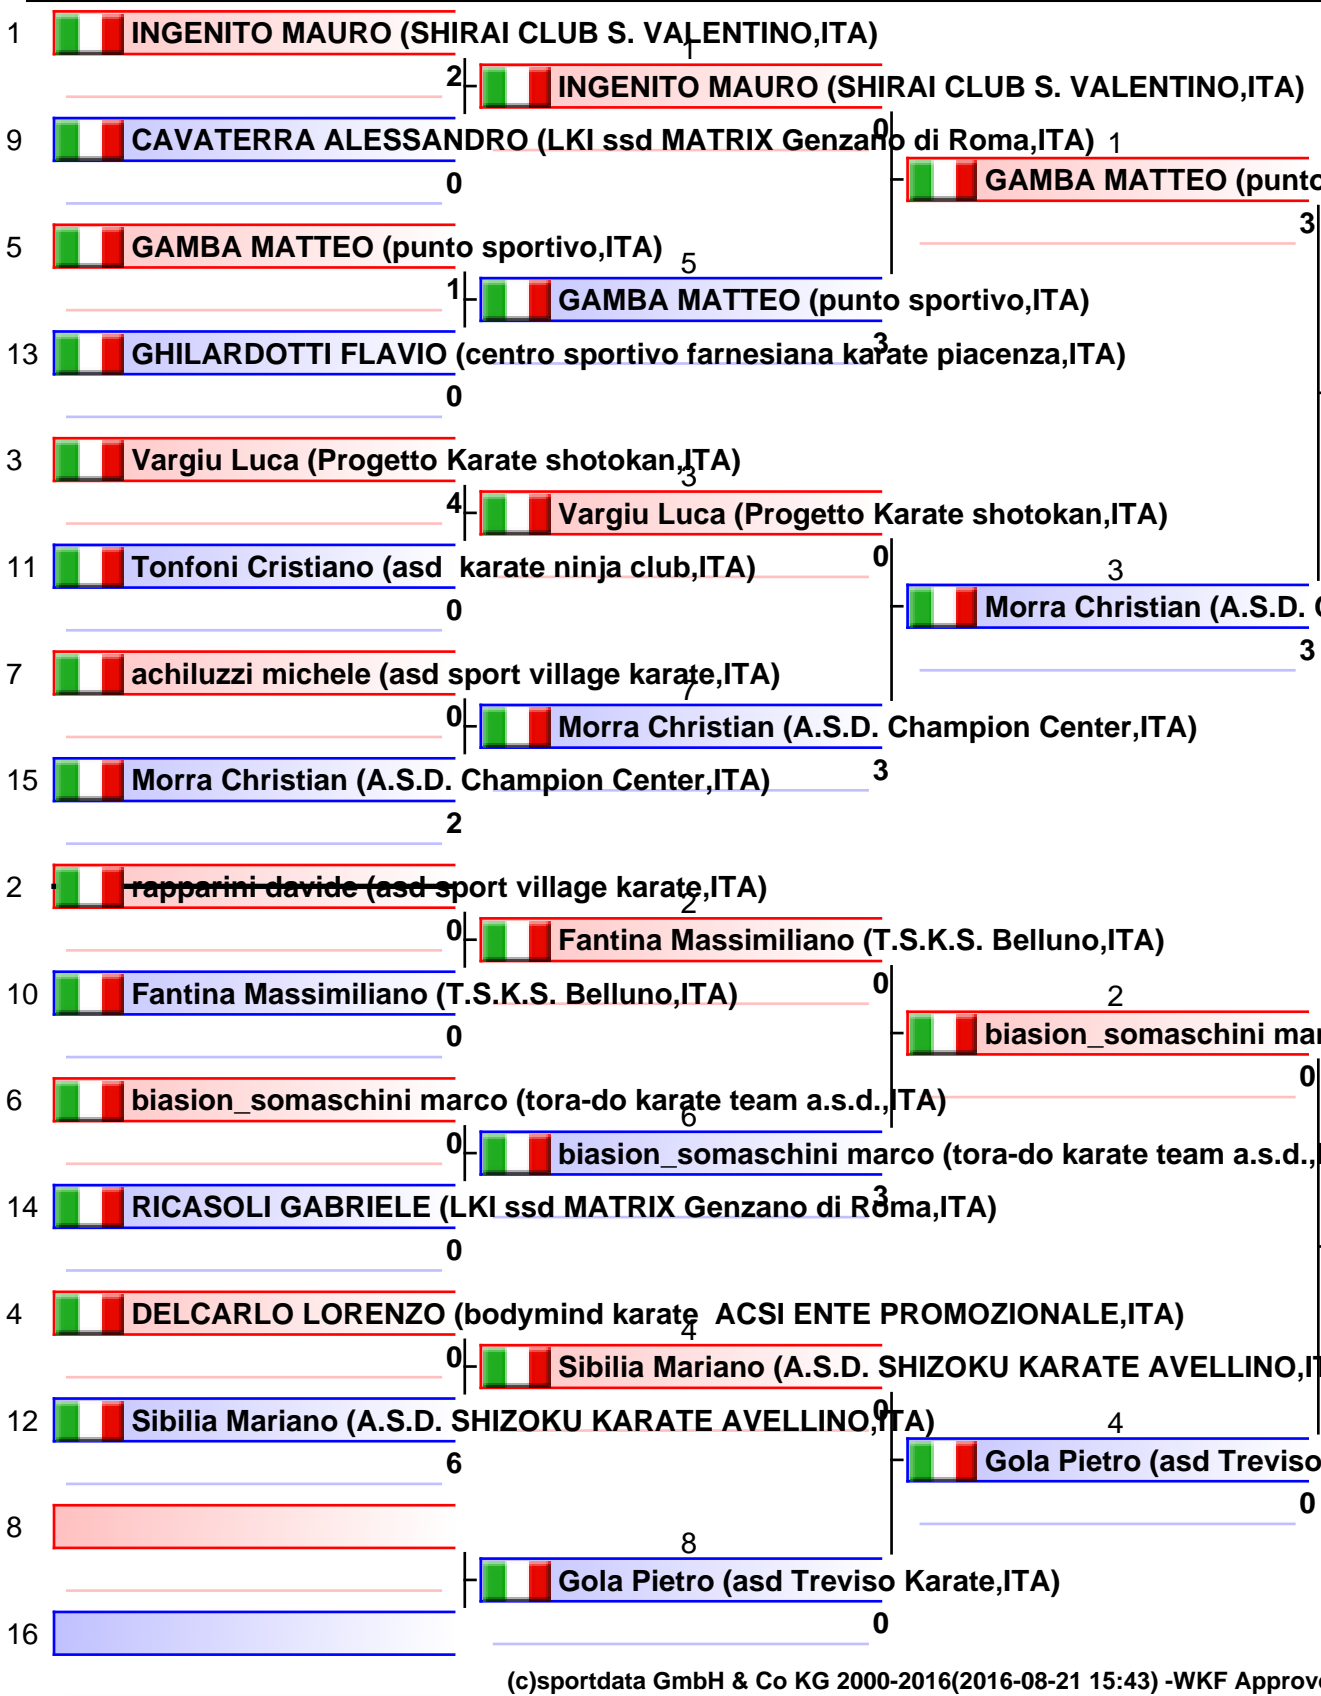 1 INGENITO MAURO (SHIRAI CLUB S. VALENTINO,ITA)
1
2 INGENITO MAURO (SHIRAI CLUB S. VALENTINO,ITA)
0
9 CAVATERRA ALESSANDRO (LKI ssd MATRIX Genzano di Roma,ITA)
1
0
GAMBA MATTEO (punto
3
5 GAMBA MATTEO (punto sportivo,ITA)
5
1 GAMBA MATTEO (punto sportivo,ITA)
3
13 GHILARDOTTI FLAVIO (centro sportivo farnesiana karate piacenza,ITA)
0
3 Vargiu Luca (Progetto Karate shotokan,ITA)
3
4 Vargiu Luca (Progetto Karate shotokan,ITA)
0
11 Tonfoni Cristiano (asd karate ninja club,ITA)
3
0
Morra Christian (A.S.D.
3
7 achiluzzi michele (asd sport village karate,ITA)
7
0 Morra Christian (A.S.D. Champion Center,ITA)
3
15 Morra Christian (A.S.D. Champion Center,ITA)
2
2 rapparini davide (asd sport village karate,ITA)
2
0 Fantina Massimiliano (T.S.K.S. Belluno,ITA)
0
10 Fantina Massimiliano (T.S.K.S. Belluno,ITA)
2
0
biasion_somaschini mar
0
6 biasion_somaschini marco (tora-do karate team a.s.d.,ITA)
6
0 biasion_somaschini marco (tora-do karate team a.s.d.,
3
14 RICASOLI GABRIELE (LKI ssd MATRIX Genzano di Roma,ITA)
0
4 DELCARLO LORENZO (bodymind karate ACSI ENTE PROMOZIONALE,ITA)
4
0 Sibilia Mariano (A.S.D. SHIZOKU KARATE AVELLINO,IT
0
12 Sibilia Mariano (A.S.D. SHIZOKU KARATE AVELLINO,ITA)
4
6
Gola Pietro (asd Treviso
0
8
8
Gola Pietro (asd Treviso Karate,ITA)
0
16
(c)sportdata GmbH & Co KG 2000-2016(2016-08-21 15:43) -WKF Approve